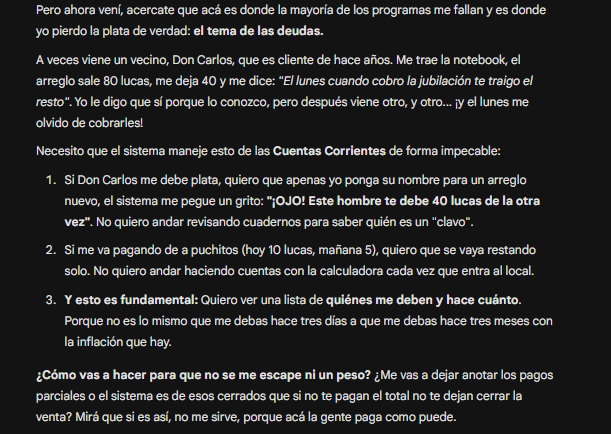 Pero ahora vení, acercate que acá es donde la mayoría de los programas me fallan y es donde
yo pierdo la plata de verdad: el tema de las deudas.
A veces viene un vecino, Don Carlos, que es cliente de hace años. Me trae la notebook, el
arreglo sale 80 lucas, me deja 40 y me dice: "El lunes cuando cobro la jubilación te traigo el
resto". Yo le digo que sí porque lo conozco, pero después viene otro, y otro... ¡y el lunes me
olvido de cobrarles!
Necesito que el sistema maneje esto de las Cuentas Corrientes de forma impecable:
1. Si Don Carlos me debe plata, quiero que apenas yo ponga su nombre para un arreglo
nuevo, el sistema me pegue un grito: "¡OJO! Este hombre te debe 40 lucas de la otra
vez". No quiero andar revisando cuadernos para saber quién es un "clavo".
2. Si me va pagando de a puchitos (hoy 10 lucas, mañana 5), quiero que se vaya restando
solo. No quiero andar haciendo cuentas con la calculadora cada vez que entra al local.
3. Y esto es fundamental: Quiero ver una lista de quiénes me deben y hace cuánto.
Porque no es lo mismo que me debas hace tres días a que me debas hace tres meses con
la inflación que hay.
¿Cómo vas a hacer para que no se me escape ni un peso? ¿Me vas a dejar anotar los pagos
parciales o el sistema es de esos cerrados que si no te pagan el total no te dejan cerrar la
venta? Mirá que si es así, no me sirve, porque acá la gente paga como puede.